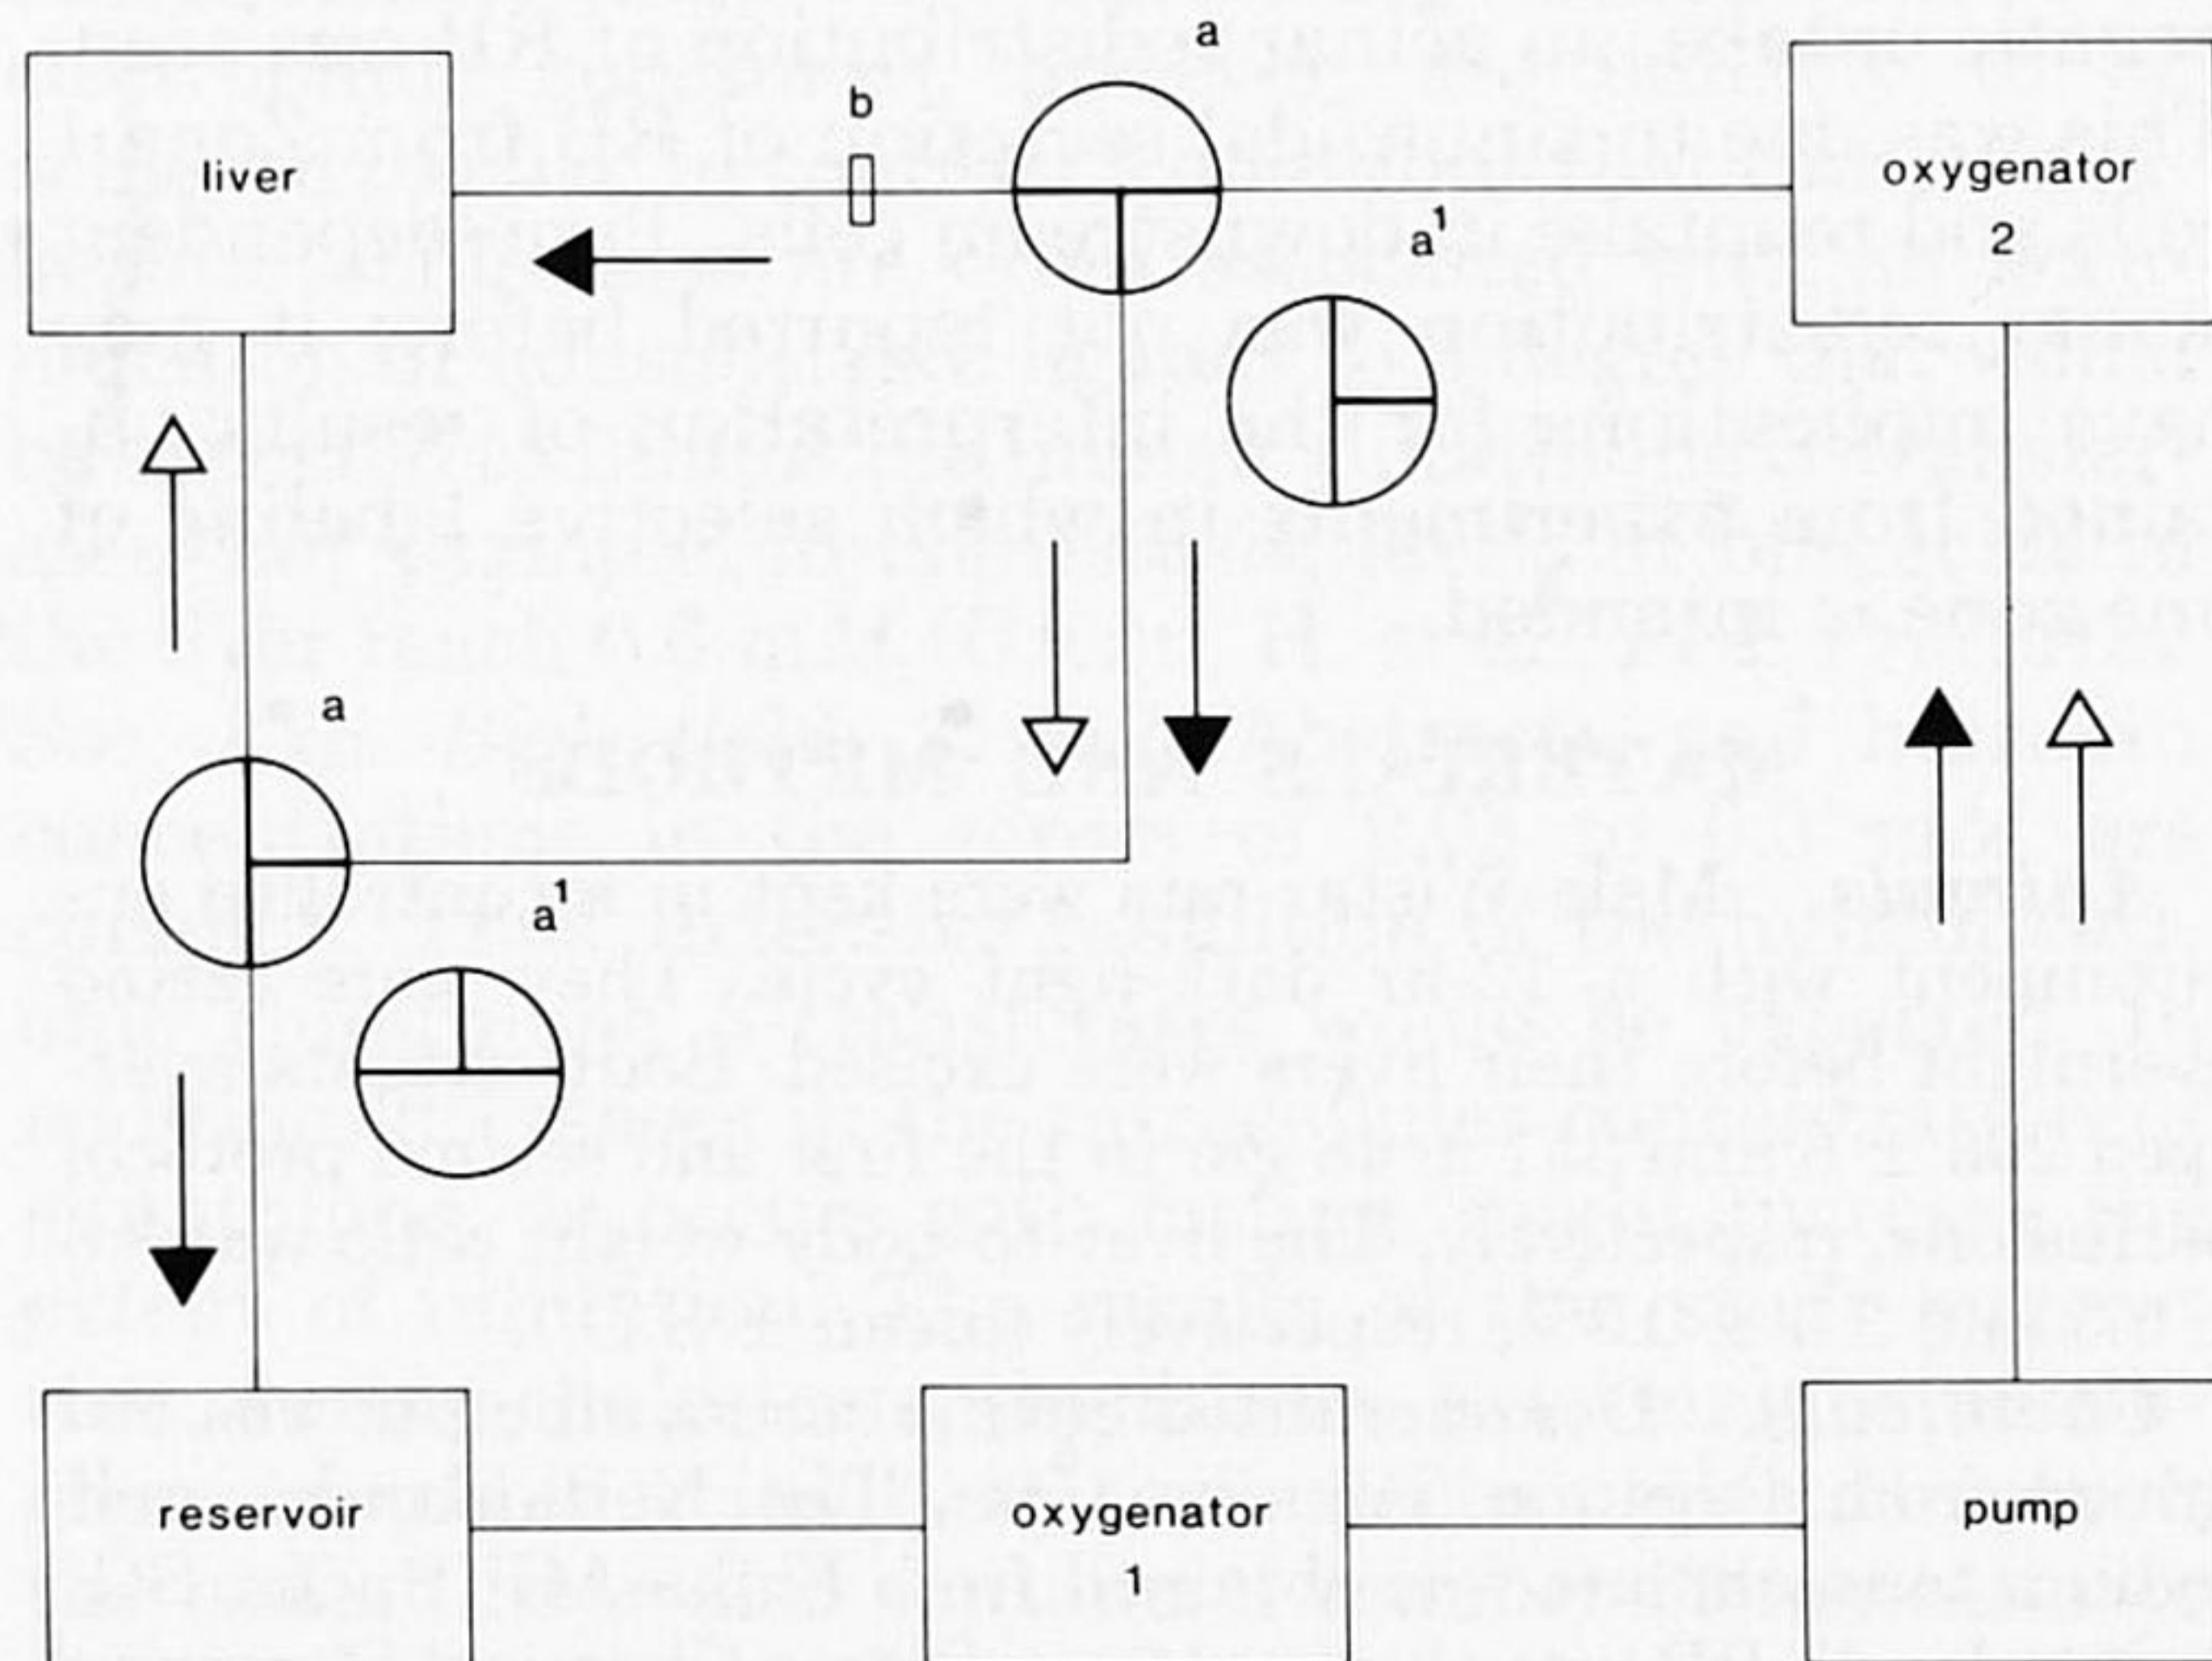 a
b
liver
oxygenator
2
a¹
a
a¹
reservoir
oxygenator
1
pump